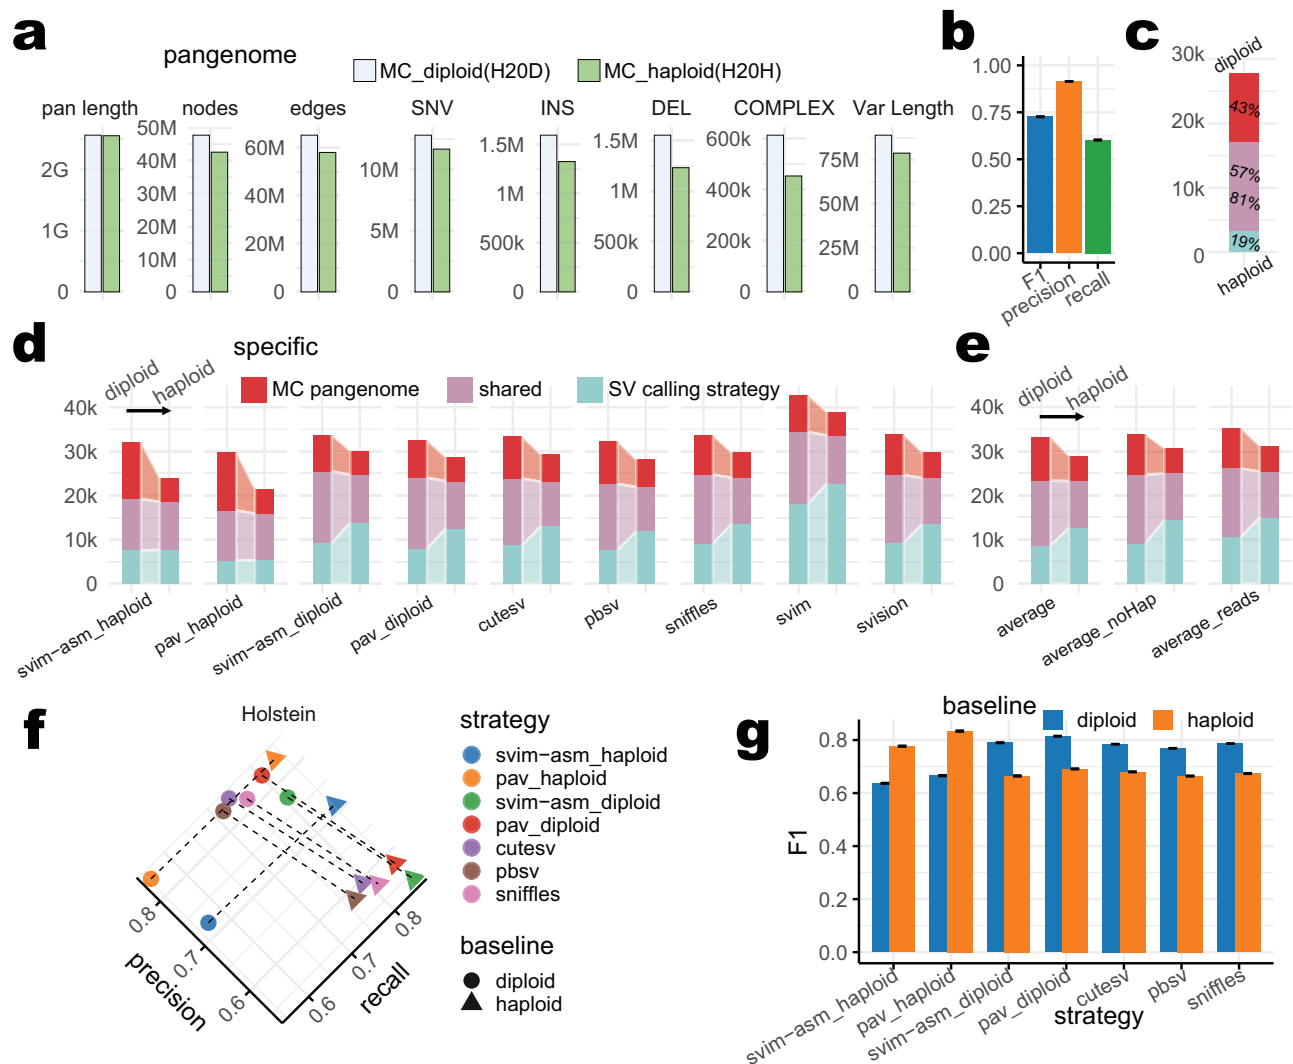 a
pangenome
MC_diploid(H20D)
MC_haploid(H20H)
pan length
nodes
edges
SNV
INS
DEL
COMPLEX
Var Length
2G
1G
0
50M
40M
30M
20M
10M
0
60M
40M
20M
0
10M
5M
0
1.5M
1M
500k
0
1.5M
1M
500k
0
600k
400k
200k
0
75M
50M
25M
0
b
1.00
0.75
0.50
0.25
0.00
F1
precision
recall
c
diploid
30k
20k
10k
0
43%
57%
81%
19%
haploid
d
specific
MC pangenome
shared
SV calling strategy
diploid
haploid
40k
30k
20k
10k
0
svim−asm_haploid
pav_haploid
svim−asm_diploid
pav_diploid
cutesv
pbsv
sniffles
svim
svision
e
diploid
haploid
40k
30k
20k
10k
0
average
average_noHap
average_reads
f
Holstein
0.8
0.7
0.6
precision
0.6
0.7
0.8
recall
strategy
svim−asm_haploid
pav_haploid
svim−asm_diploid
pav_diploid
cutesv
pbsv
sniffles
baseline
diploid
haploid
g
baseline
diploid
haploid
F1
0.8
0.6
0.4
0.2
0.0
svim−asm_haploid
pav_haploid
svim−asm_diploid
pav_diploid
cutesv
pbsv
sniffles
strategy